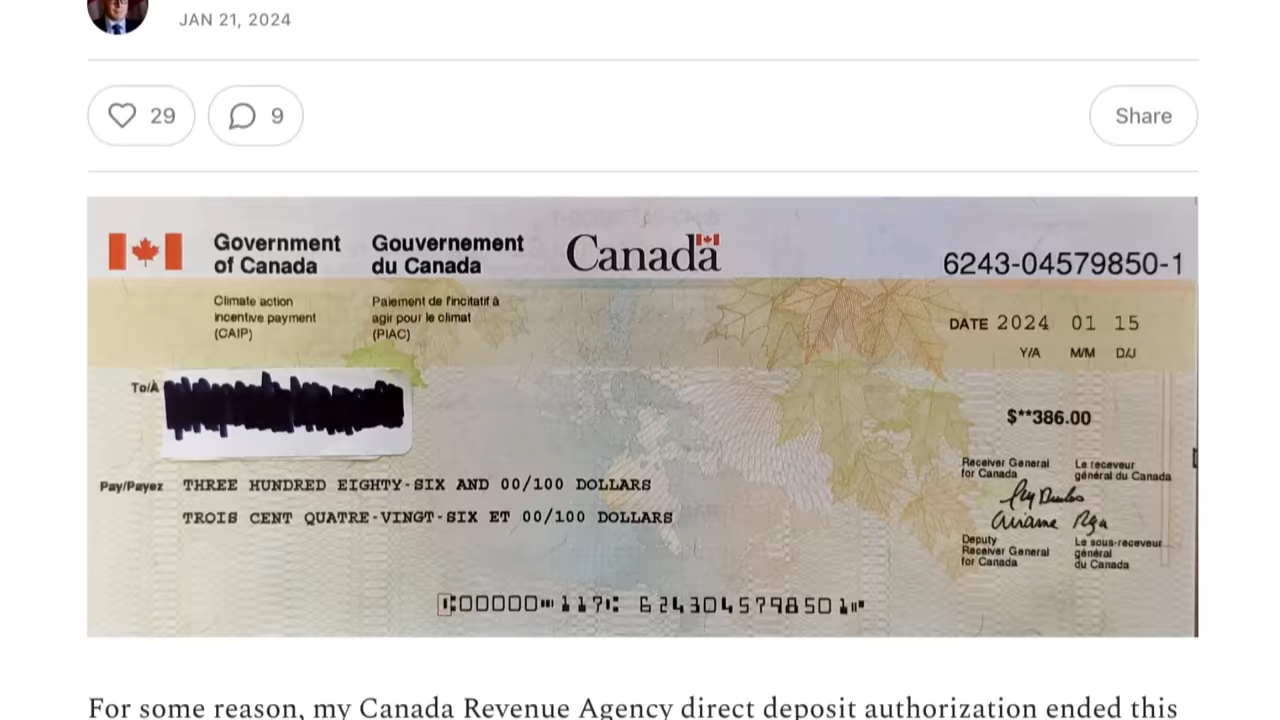 JAN 21, 2024
29
9
Share
Government of Canada
Gouvernement du Canada
Canada
6243-04579850-1
Climate action incentive payment (CAIP)
Paiement de l'incitatif à agir pour le climat (PIAC)
DATE 2024 01 15
Y/A M/M D/J
To/À
$**386.00
Pay/Payez THREE HUNDRED EIGHTY-SIX AND 00/100 DOLLARS
TROIS CENT QUATRE-VINGT-SIX ET 00/100 DOLLARS
Receiver General for Canada
Le receveur général du Canada
Deputy Receiver General for Canada
Le sous-receveur général du Canada
00000 117 6243045798501
For some reason, my Canada Revenue Agency direct deposit authorization ended this